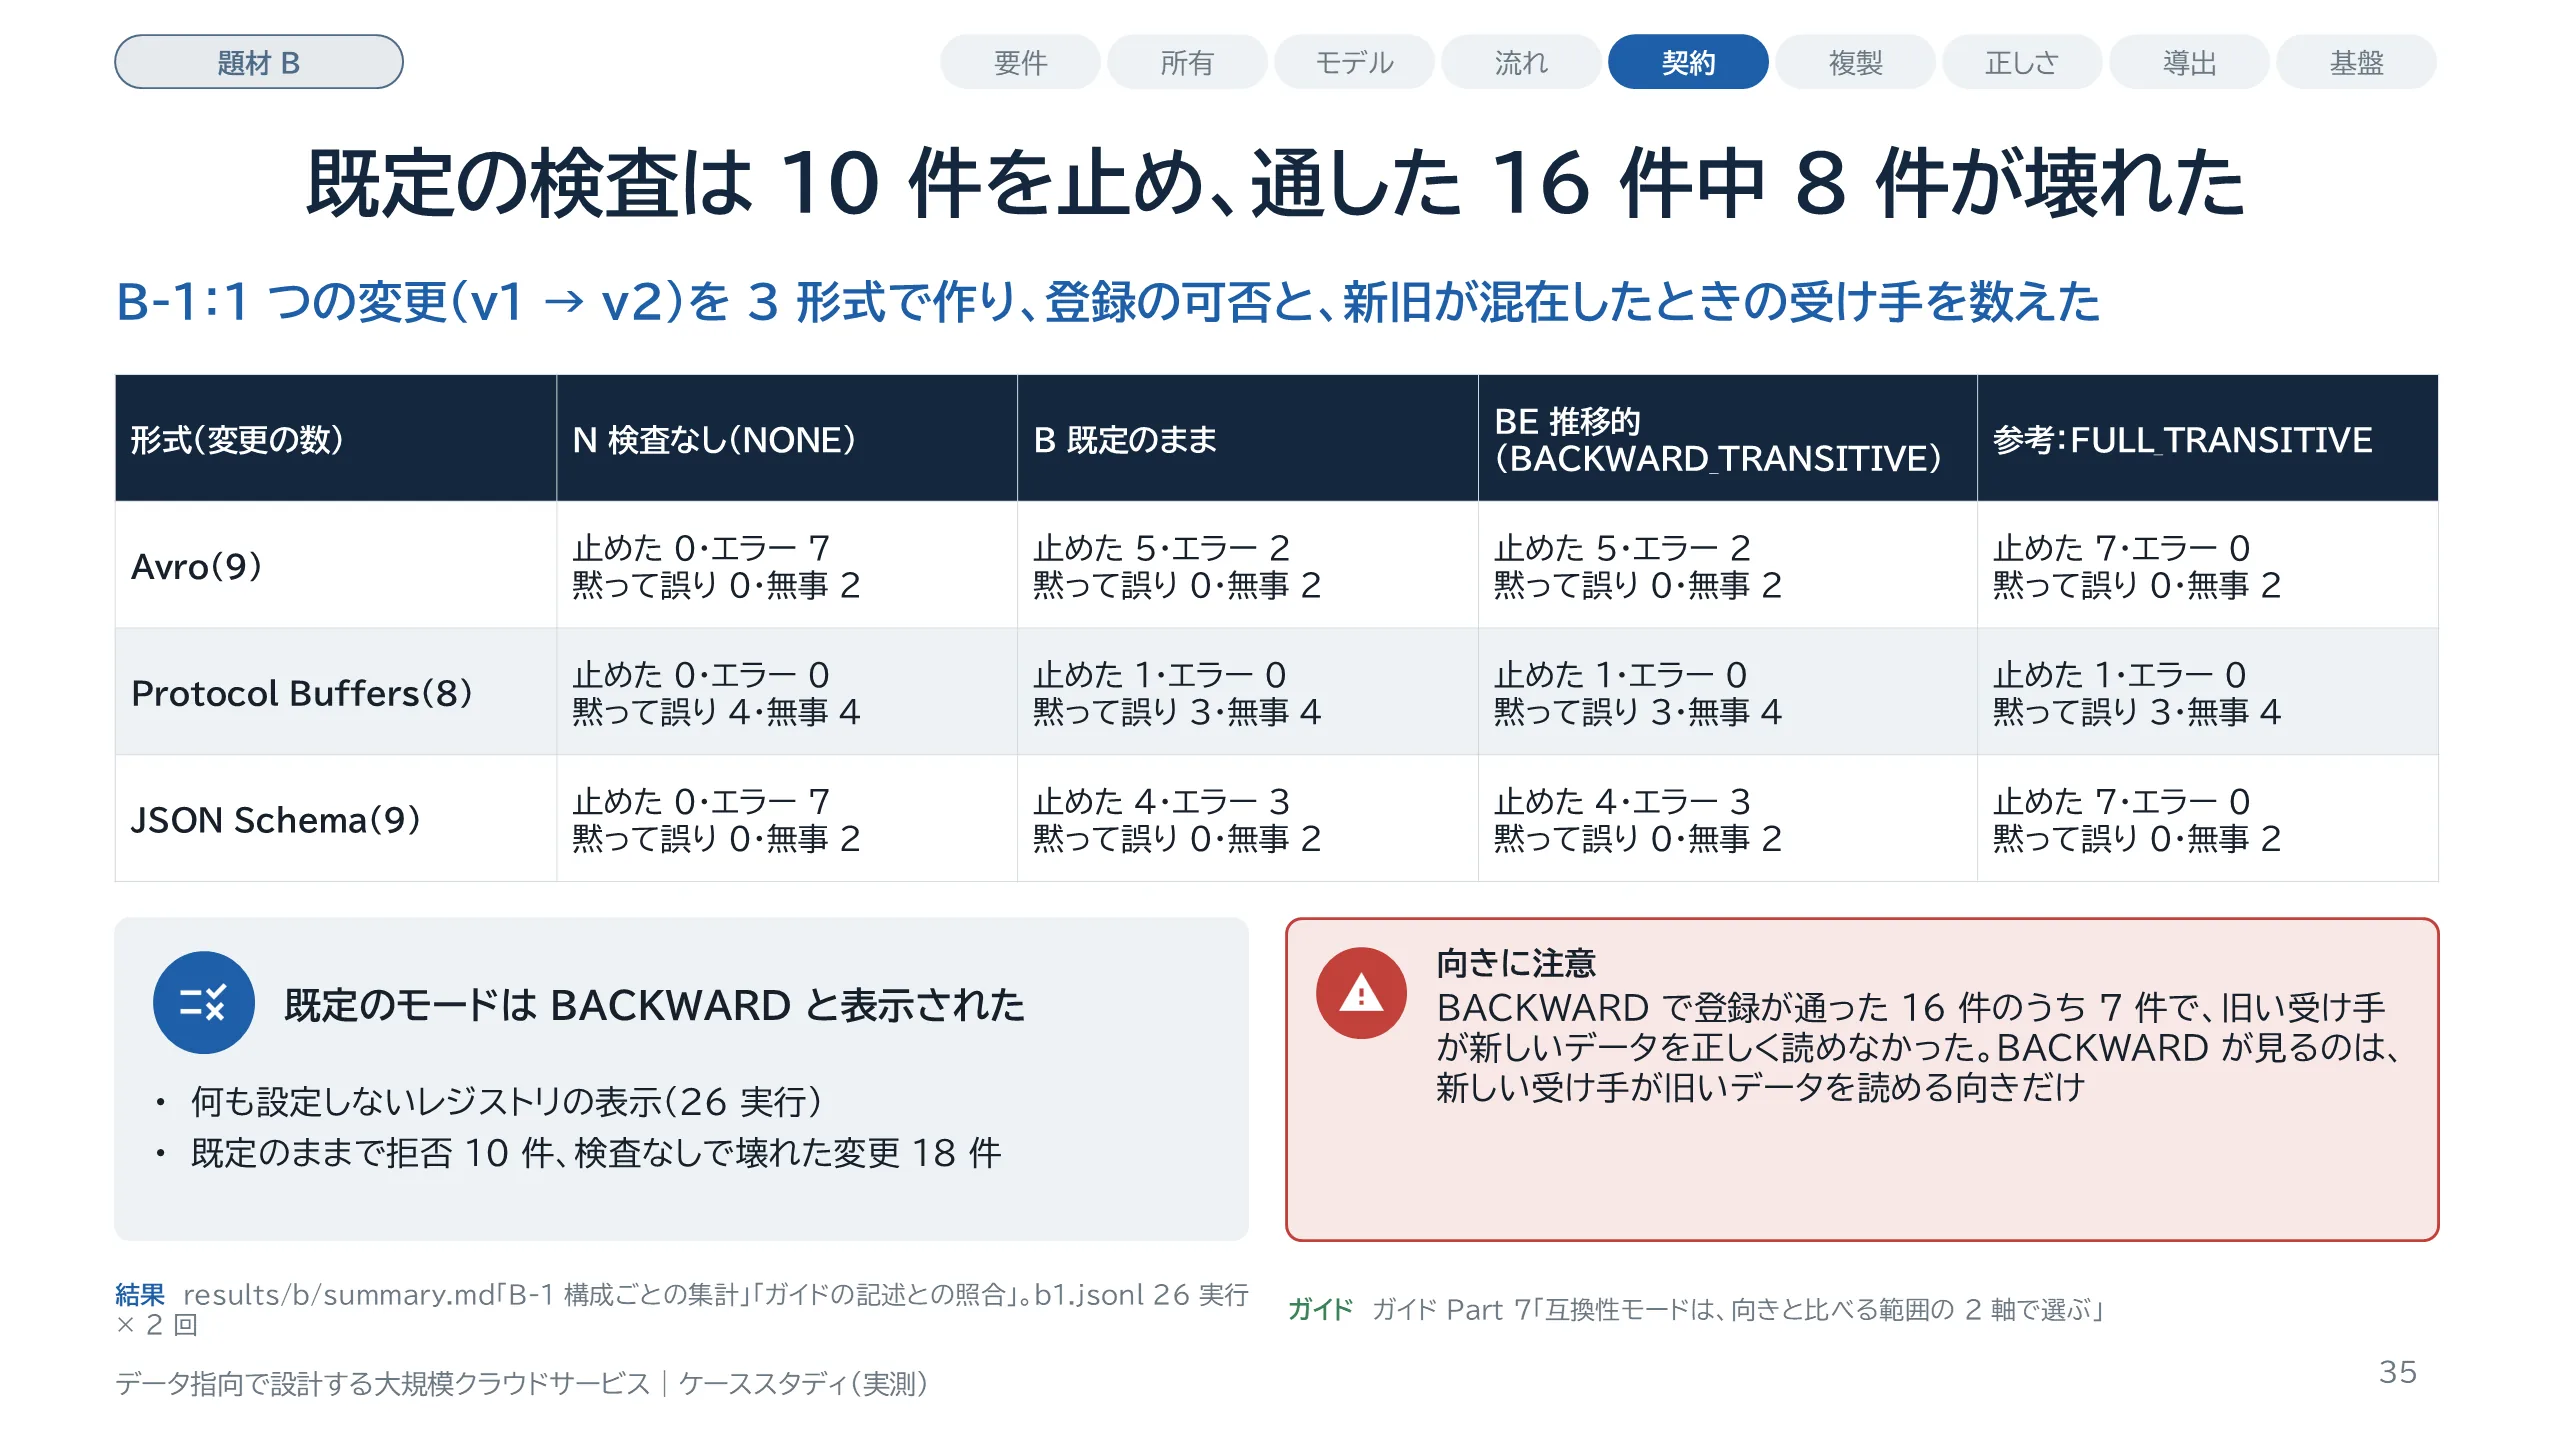 題材 B
要件
所有
モデル
流れ
契約
複製
正しさ
導出
基盤
既定の検査は 10 件を止め、通した 16 件中 8 件が壊れた
B-1：1 つの変更（v1 → v2）を 3 形式で作り、登録の可否と、新旧が混在したときの受け手を数えた
形式（変更の数）
N 検査なし（NONE）
B 既定のまま
BE 推移的
（BACKWARD_TRANSITIVE）
参考：FULL_TRANSITIVE
Avro（9）
止めた 0・エラー 7
黙って誤り 0・無事 2
止めた 5・エラー 2
黙って誤り 0・無事 2
止めた 5・エラー 2
黙って誤り 0・無事 2
止めた 7・エラー 0
黙って誤り 0・無事 2
Protocol Buffers（8）
止めた 0・エラー 0
黙って誤り 4・無事 4
止めた 1・エラー 0
黙って誤り 3・無事 4
止めた 1・エラー 0
黙って誤り 3・無事 4
止めた 1・エラー 0
黙って誤り 3・無事 4
JSON Schema（9）
止めた 0・エラー 7
黙って誤り 0・無事 2
止めた 4・エラー 3
黙って誤り 0・無事 2
止めた 4・エラー 3
黙って誤り 0・無事 2
止めた 7・エラー 0
黙って誤り 0・無事 2
既定のモードは BACKWARD と表示された
• 何も設定しないレジストリの表示（26 実行）
• 既定のままで拒否 10 件、検査なしで壊れた変更 18 件
向きに注意
BACKWARD で登録が通った 16 件のうち 7 件で、旧い受け手
が新しいデータを正しく読めなかった。BACKWARD が見るのは、
新しい受け手が旧いデータを読める向きだけ
結果 results/b/summary.md「B-1 構成ごとの集計」「ガイドの記述との照合」。b1.jsonl 26 実行
× 2 回
ガイド ガイド Part 7「互換性モードは、向きと比べる範囲の 2 軸で選ぶ」
データ指向で設計する大規模クラウドサービス｜ケーススタディ（実測）
35